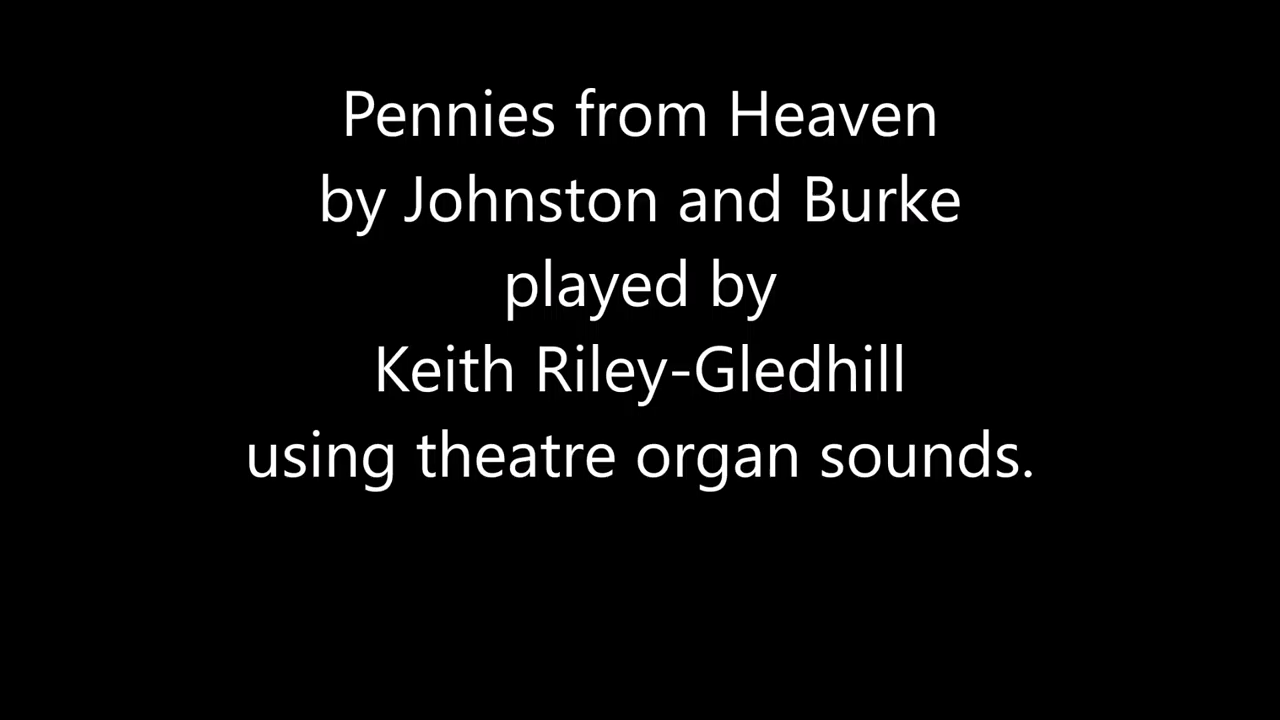 Pennies from Heaven
by Johnston and Burke
played by
Keith Riley-Gledhill
using theatre organ sounds.